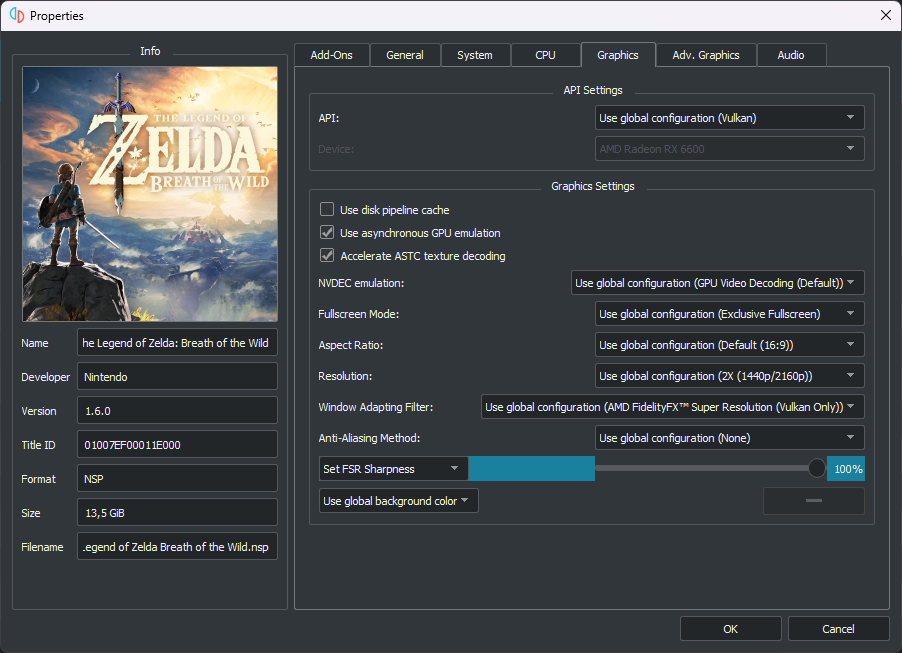 Properties
Info
THE LEGEND OF
ZELDA
BREATH OF THE WILD
Name
he Legend of Zelda: Breath of the Wild
Developer
Nintendo
Version
1.6.0
Title ID
01007EF00011E000
Format
NSP
Size
13,5 GiB
Filename
.egend of Zelda Breath of the Wild.nsp
Add-Ons
General
System
CPU
Graphics
Adv. Graphics
Audio
API Settings
API:
Use global configuration (Vulkan)
Device:
AMD Radeon RX 6600
Graphics Settings
Use disk pipeline cache
Use asynchronous GPU emulation
Accelerate ASTC texture decoding
NVDEC emulation:
Use global configuration (GPU Video Decoding (Default))
Fullscreen Mode:
Use global configuration (Exclusive Fullscreen)
Aspect Ratio:
Use global configuration (Default (16:9))
Resolution:
Use global configuration (2X (1440p/2160p))
Window Adapting Filter:
Use global configuration (AMD FidelityFX™ Super Resolution (Vulkan Only))
Anti-Aliasing Method:
Use global configuration (None)
Set FSR Sharpness
100%
Use global background color
OK
Cancel